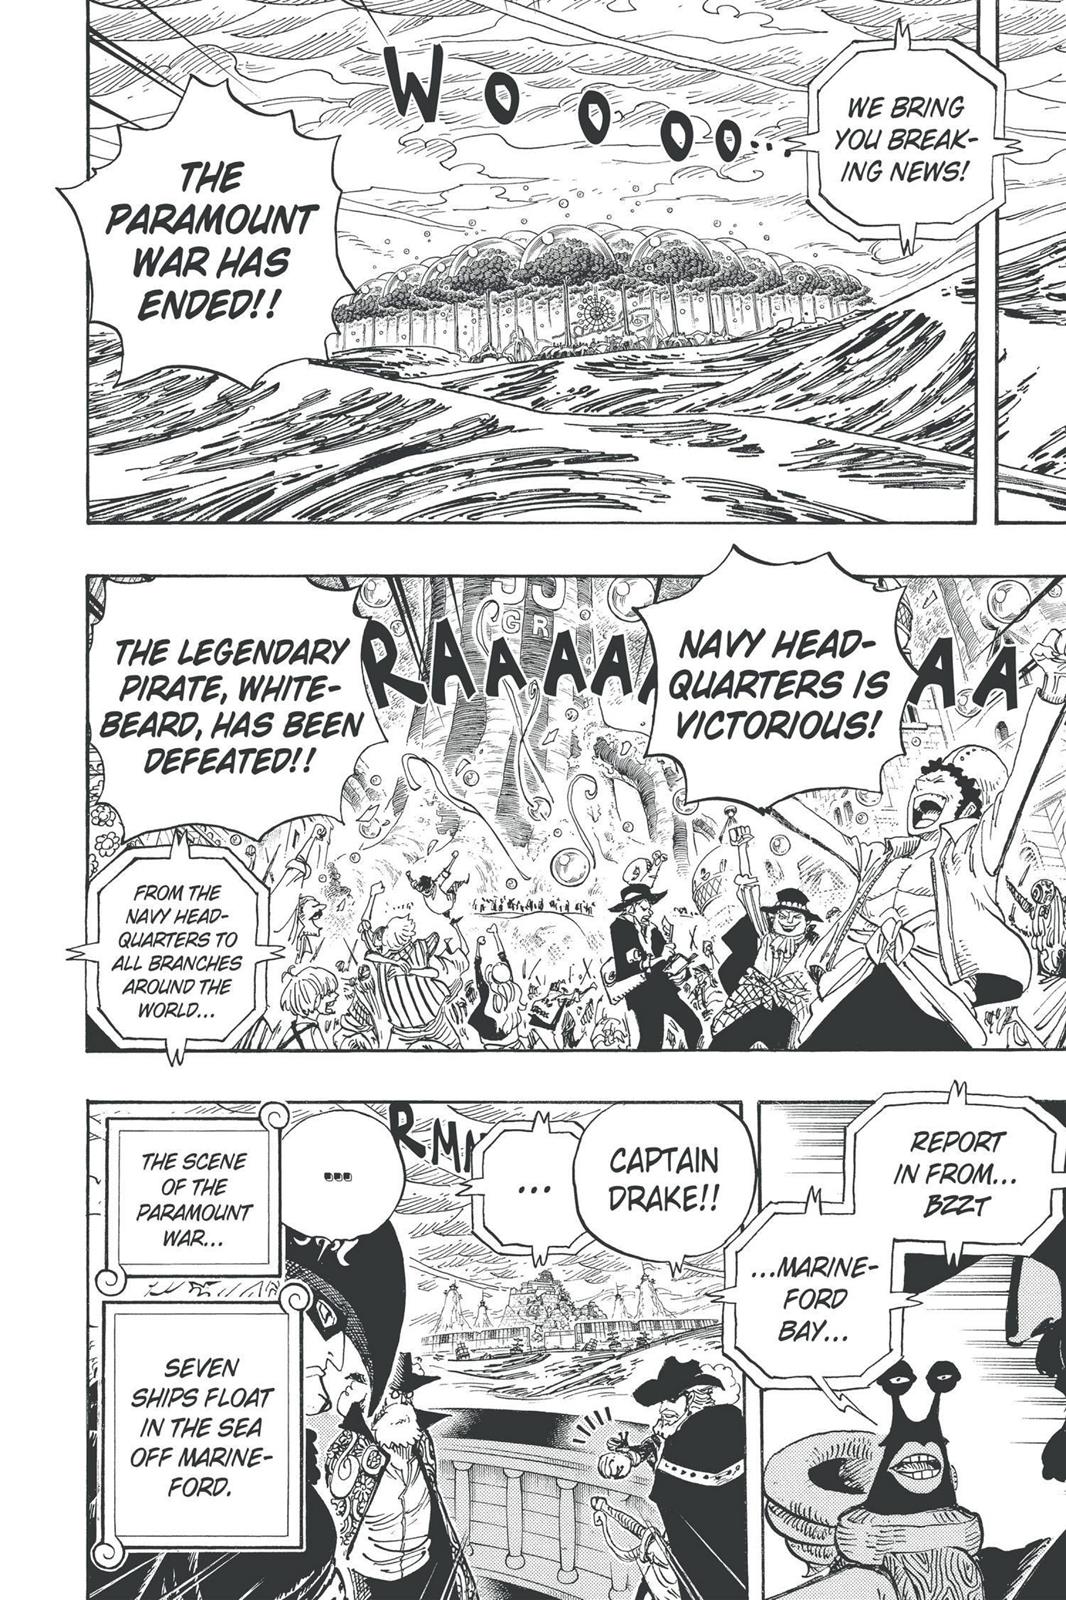 WE BRING
YOU BREAK-
ING NEWS!
W O O O O...
THE
PARAMOUNT
WAR HAS
ENDED!!
NAVY HEAD-
QUARTERS IS
VICTORIOUS!
RAAAAA
AA
GR
THE LEGENDARY
PIRATE, WHITE-
BEARD, HAS BEEN
DEFEATED!!
FROM THE
NAVY HEAD-
QUARTERS TO
ALL BRANCHES
AROUND THE
WORLD...
REPORT
IN FROM...
BZZT
...MARINE-
FORD
BAY...
CAPTAIN
DRAKE!!
...
RM
...
THE SCENE
OF THE
PARAMOUNT
WAR...
SEVEN
SHIPS FLOAT
IN THE SEA
OFF MARINE-
FORD.